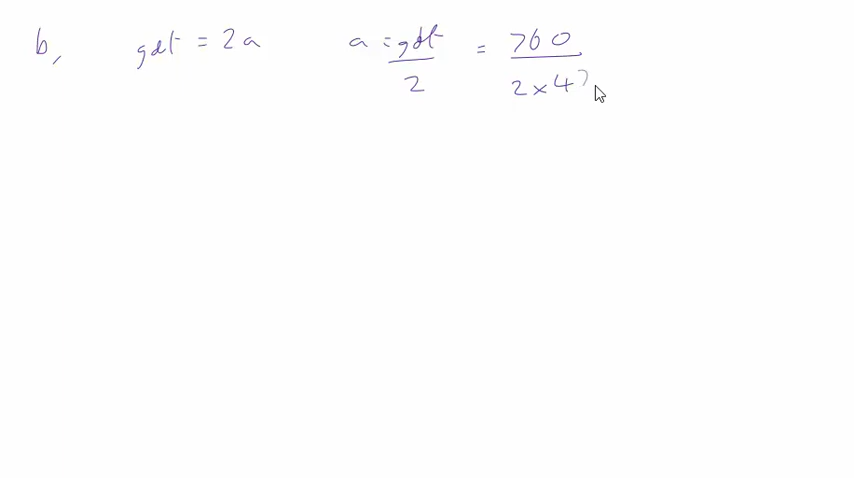 b, gdt = 2a a = gdt/2 = 760/2×47